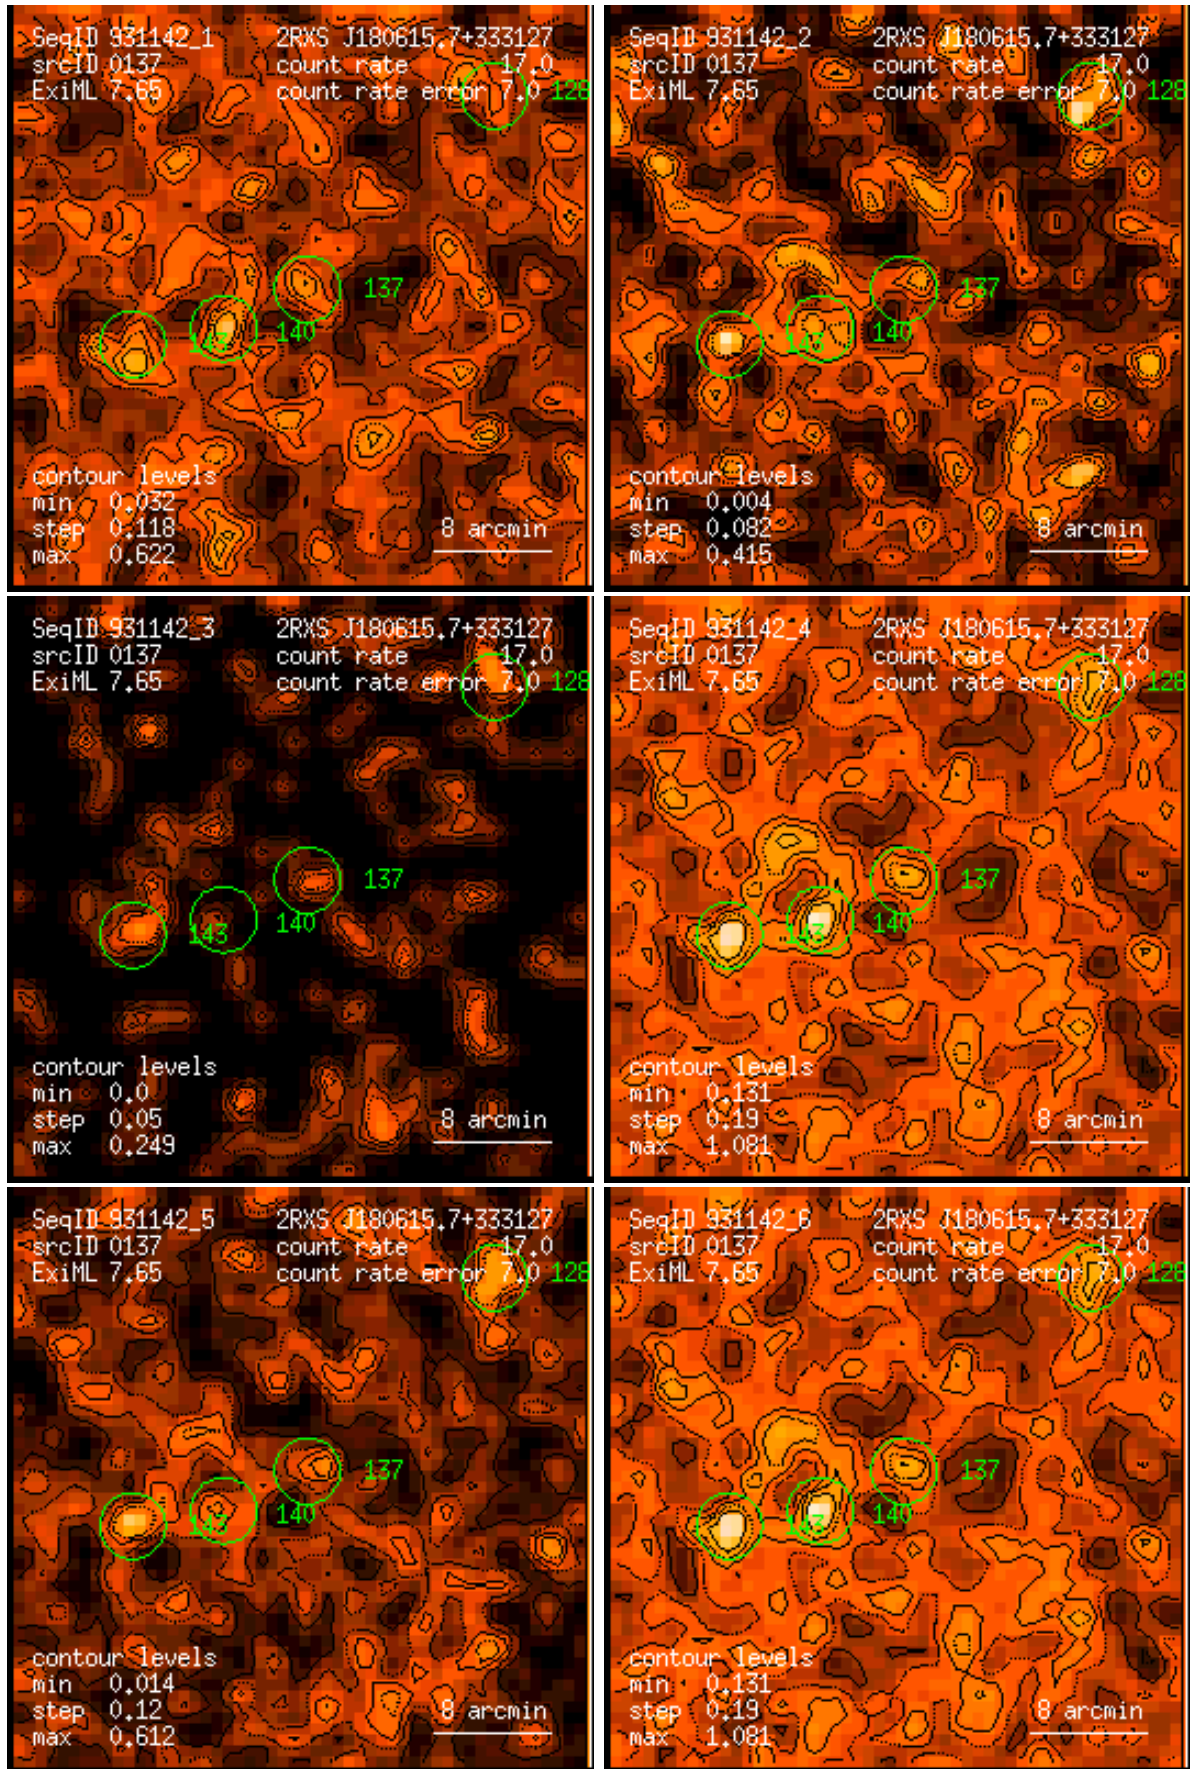 SeqID 931142_1 2RXS J180615.7+333127
srcID 0137 count rate 17.0
ExiML 7.65 count rate error 7.0 128
137
143 140
contour levels
min 0.032
step 0.118 8 arcmin
max 0.622
SeqID 931142_2 2RXS J180615.7+333127
srcID 0137 count rate 17.0
ExiML 7.65 count rate error 7.0 128
137
143 140
contour levels
min 0.004
step 0.082 8 arcmin
max 0.415
SeqID 931142_3 2RXS J180615.7+333127
srcID 0137 count rate 17.0
ExiML 7.65 count rate error 7.0 128
137
143 140
contour levels
min 0.0
step 0.05 8 arcmin
max 0.249
SeqID 931142_4 2RXS J180615.7+333127
srcID 0137 count rate 17.0
ExiML 7.65 count rate error 7.0 128
137
143 140
contour levels
min 0.131
step 0.19 8 arcmin
max 1.081
SeqID 931142_5 2RXS J180615.7+333127
srcID 0137 count rate 17.0
ExiML 7.65 count rate error 7.0 128
137
143 140
contour levels
min 0.014
step 0.12 8 arcmin
max 0.612
SeqID 931142_6 2RXS J180615.7+333127
srcID 0137 count rate 17.0
ExiML 7.65 count rate error 7.0 128
137
143 140
contour levels
min 0.131
step 0.19 8 arcmin
max 1.081